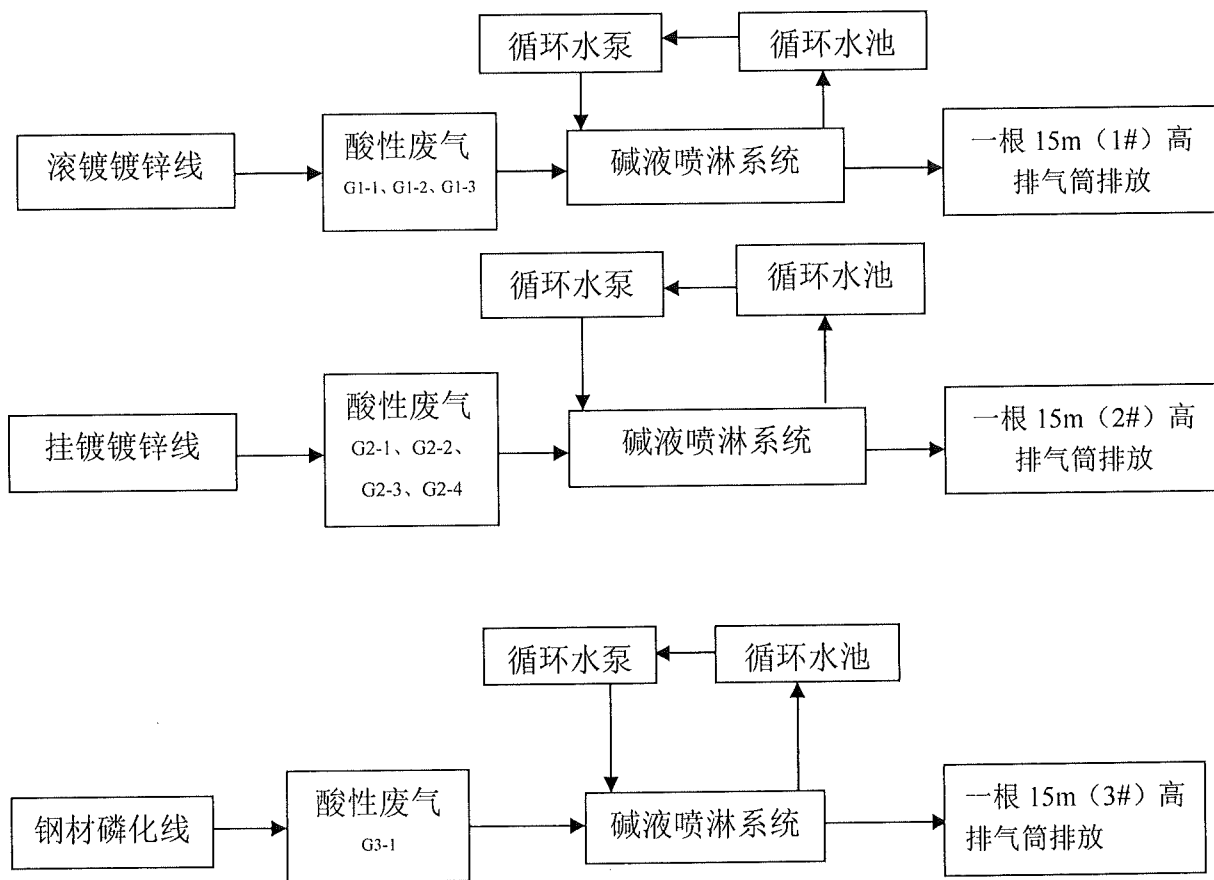 循环水泵
循环水池
滚镀镀锌线
酸性废气
G1-1、G1-2、G1-3
碱液喷淋系统
一根 15m（1#）高
排气筒排放
循环水泵
循环水池
挂镀镀锌线
酸性废气
G2-1、G2-2、
G2-3、G2-4
碱液喷淋系统
一根 15m（2#）高
排气筒排放
循环水泵
循环水池
钢材磷化线
酸性废气
G3-1
碱液喷淋系统
一根 15m（3#）高
排气筒排放